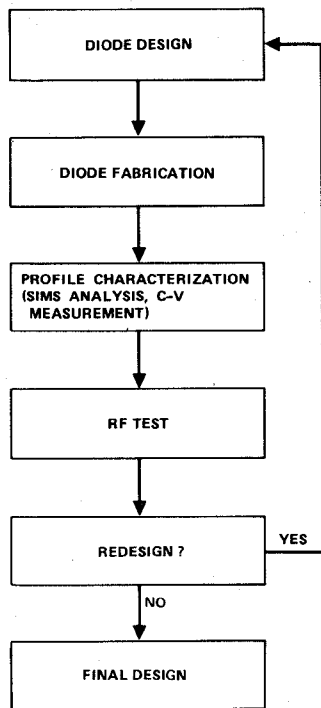 DIODE DESIGN
DIODE FABRICATION
PROFILE CHARACTERIZATION
(SIMS ANALYSIS, C-V
MEASUREMENT)
RF TEST
REDESIGN ?
YES
NO
FINAL DESIGN